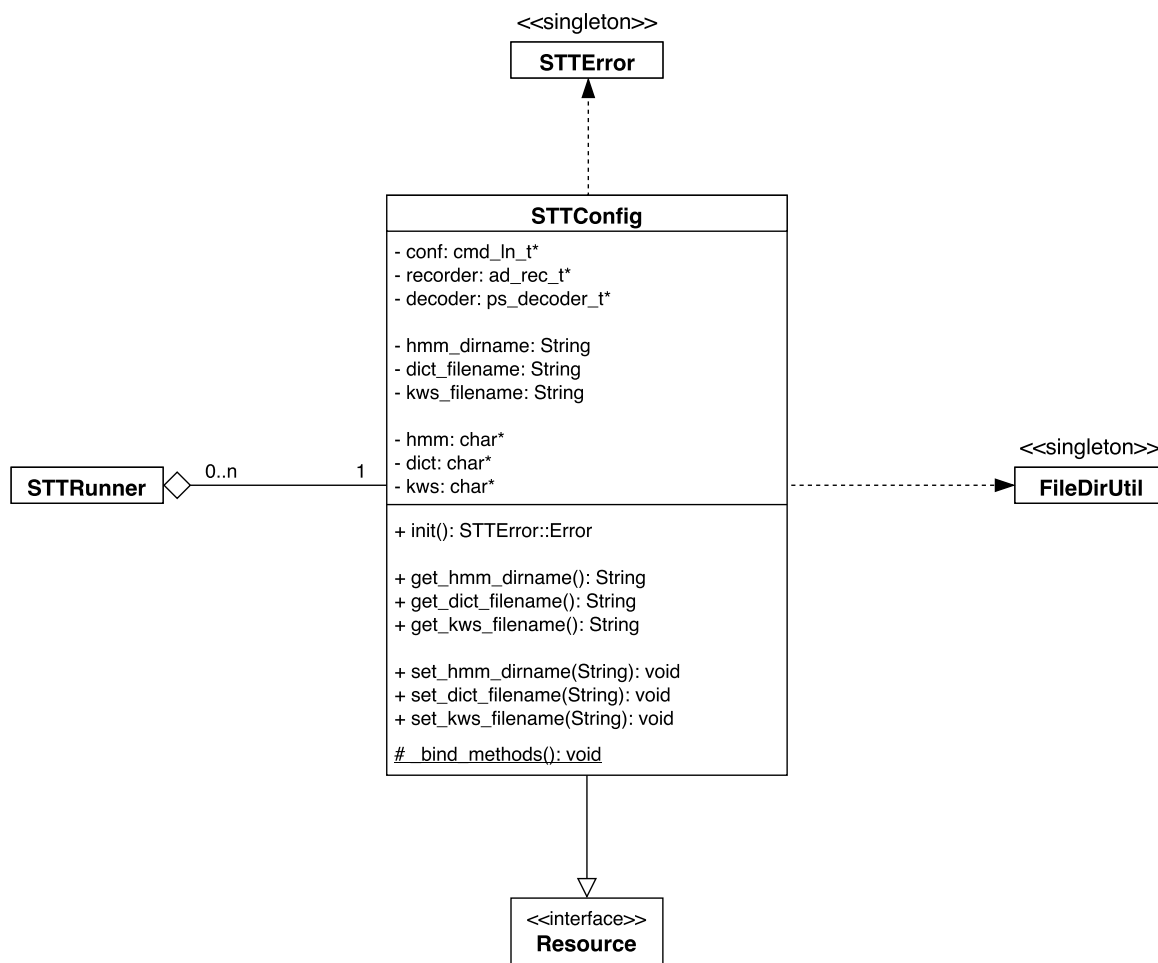 <<singleton>>
STTError
STTConfig
- conf: cmd_ln_t*
- recorder: ad_rec_t*
- decoder: ps_decoder_t*
- hmm_dirname: String
- dict_filename: String
- kws_filename: String
- hmm: char*
- dict: char*
- kws: char*
STTRunner
0..n
1
<<singleton>>
FileDirUtil
+ init(): STTError::Error
+ get_hmm_dirname(): String
+ get_dict_filename(): String
+ get_kws_filename(): String
+ set_hmm_dirname(String): void
+ set_dict_filename(String): void
+ set_kws_filename(String): void
# _bind_methods(): void
<<interface>>
Resource